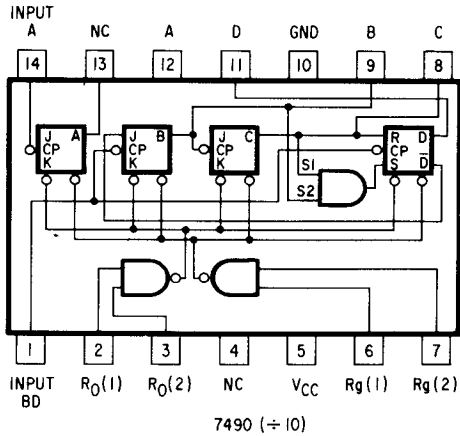 INPUT
A NC A D GND B C
14 13 12 11 10 9 8
J A J B J C R D
CP CP CP CP
K K K S D̅
S1
S2
1 2 3 4 5 6 7
INPUT R₀(1) R₀(2) NC VCC Rg(1) Rg(2)
BD
7490 (÷10)